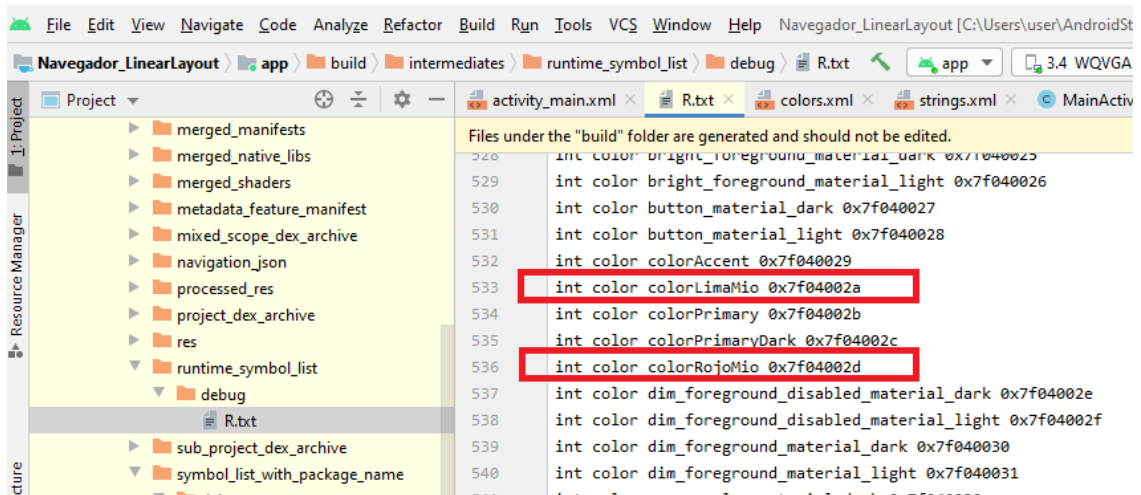 File Edit View Navigate Code Analyze Refactor Build Run Tools VCS Window Help Navegador_LinearLayout [C:\Users\user\AndroidSt
Navegador_LinearLayout app build intermediates runtime_symbol_list debug R.txt app 3.4 WQVGA
Project activity_main.xml R.txt colors.xml strings.xml MainActiv
1: Project
Resource Manager
cture
merged_manifests
merged_native_libs
merged_shaders
metadata_feature_manifest
mixed_scope_dex_archive
navigation_json
processed_res
project_dex_archive
res
runtime_symbol_list
debug
R.txt
sub_project_dex_archive
symbol_list_with_package_name
Files under the "build" folder are generated and should not be edited.
528 int color bright_foreground_material_dark 0x7f040025
529 int color bright_foreground_material_light 0x7f040026
530 int color button_material_dark 0x7f040027
531 int color button_material_light 0x7f040028
532 int color colorAccent 0x7f040029
533 int color colorLimaMio 0x7f04002a
534 int color colorPrimary 0x7f04002b
535 int color colorPrimaryDark 0x7f04002c
536 int color colorRojoMio 0x7f04002d
537 int color dim_foreground_disabled_material_dark 0x7f04002e
538 int color dim_foreground_disabled_material_light 0x7f04002f
539 int color dim_foreground_material_dark 0x7f040030
540 int color dim_foreground_material_light 0x7f040031